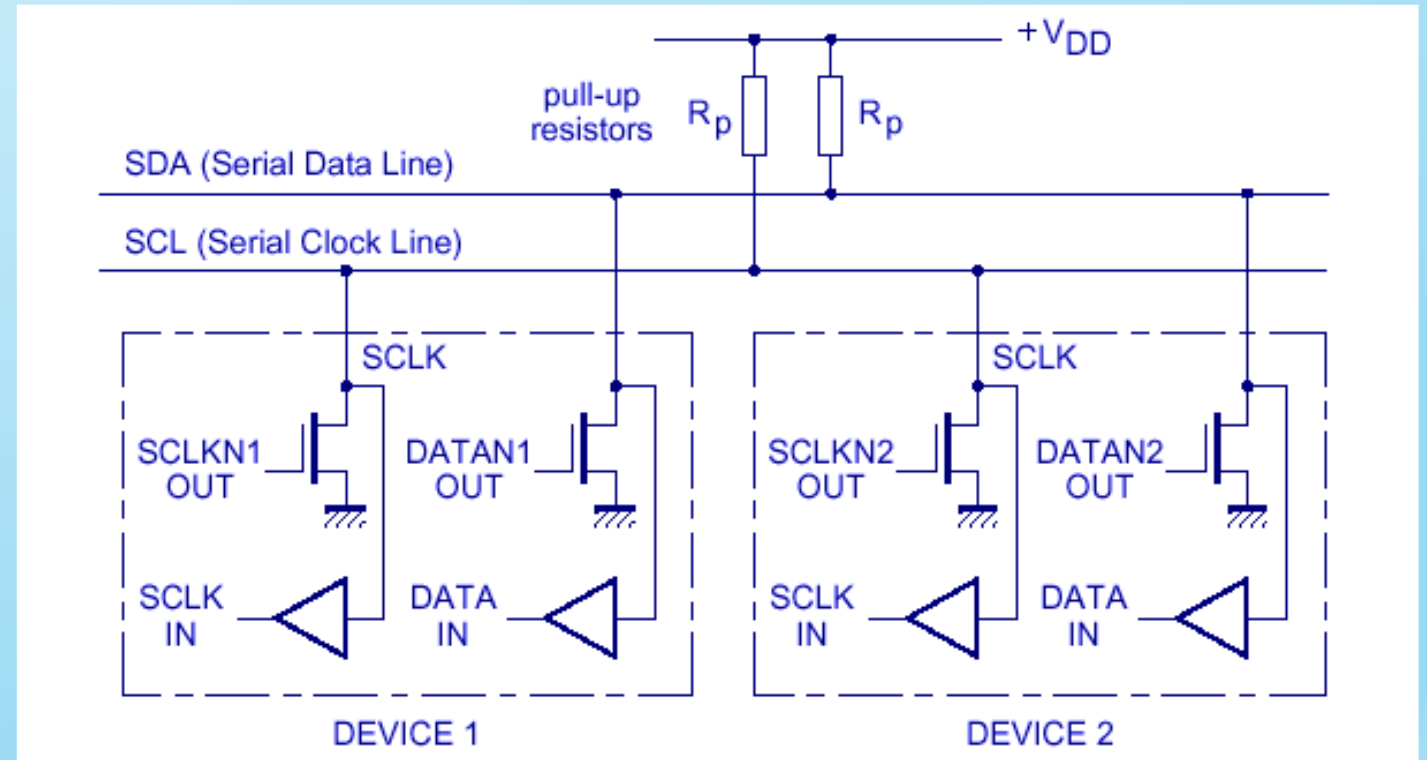 +VDD
pull-up
resistors
Rp
Rp
SDA (Serial Data Line)
SCL (Serial Clock Line)
SCLK
SCLKN1
OUT
DATAN1
OUT
SCLK
IN
DATA
IN
DEVICE 1
SCLK
SCLKN2
OUT
DATAN2
OUT
SCLK
IN
DATA
IN
DEVICE 2